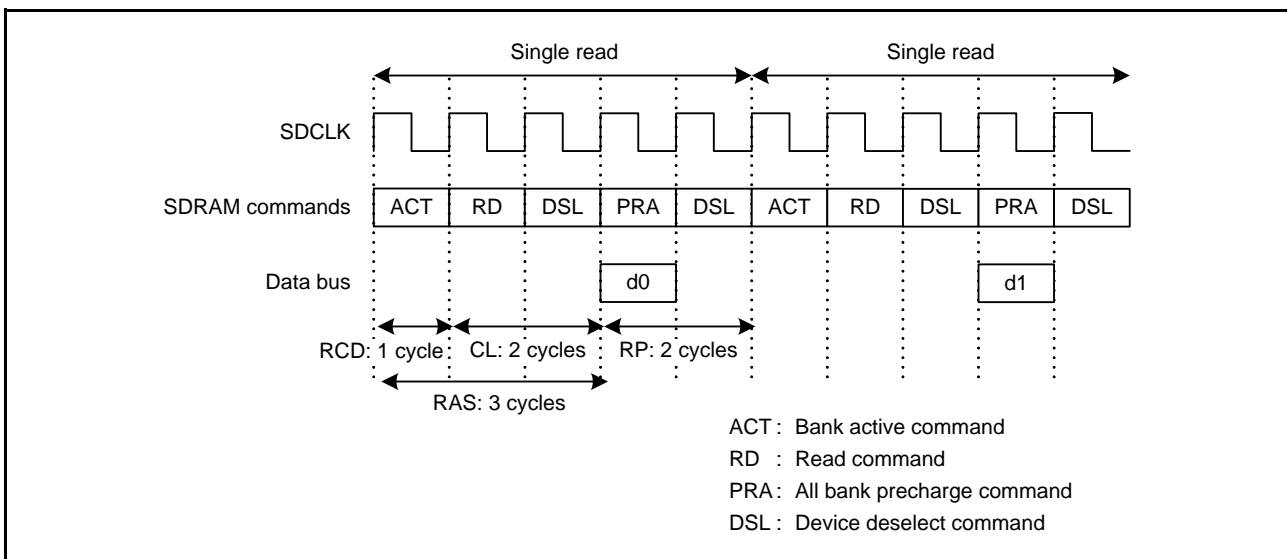 Single read Single read
SDCLK
SDRAM commands ACT RD DSL PRA DSL ACT RD DSL PRA DSL
Data bus d0 d1
RCD: 1 cycle CL: 2 cycles RP: 2 cycles
RAS: 3 cycles
ACT : Bank active command
RD : Read command
PRA : All bank precharge command
DSL : Device deselect command